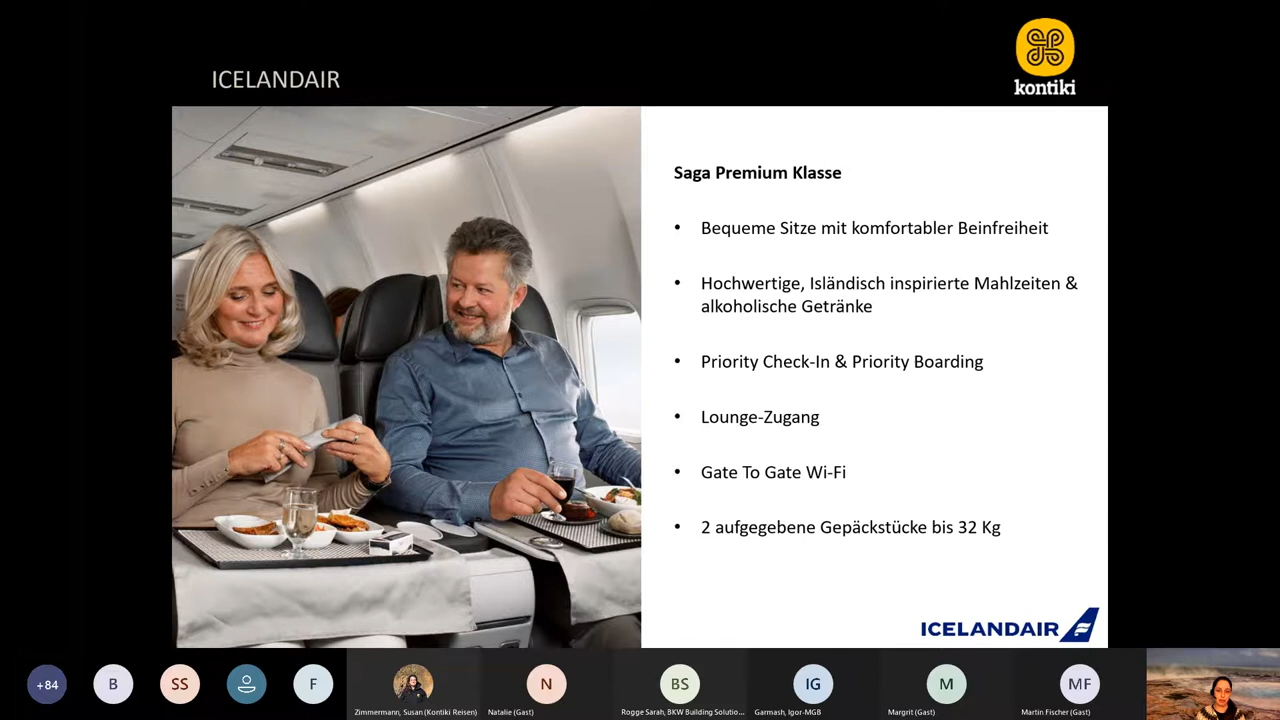 ICELANDAIR
kontiki
Saga Premium Klasse
• Bequeme Sitze mit komfortabler Beinfreiheit
• Hochwertige, Isländisch inspirierte Mahlzeiten &
alkoholische Getränke
• Priority Check-In & Priority Boarding
• Lounge-Zugang
• Gate To Gate Wi-Fi
• 2 aufgegebene Gepäckstücke bis 32 Kg
ICELANDAIR
+84
B
SS
F
N
BS
IG
M
MF
Zimmermann, Susan (Kontiki Reisen)
Natalie (Gast)
Rogge Sarah, BKW Building Solutio...
Garmash, Igor-MGB
Margrit (Gast)
Martin Fischer (Gast)